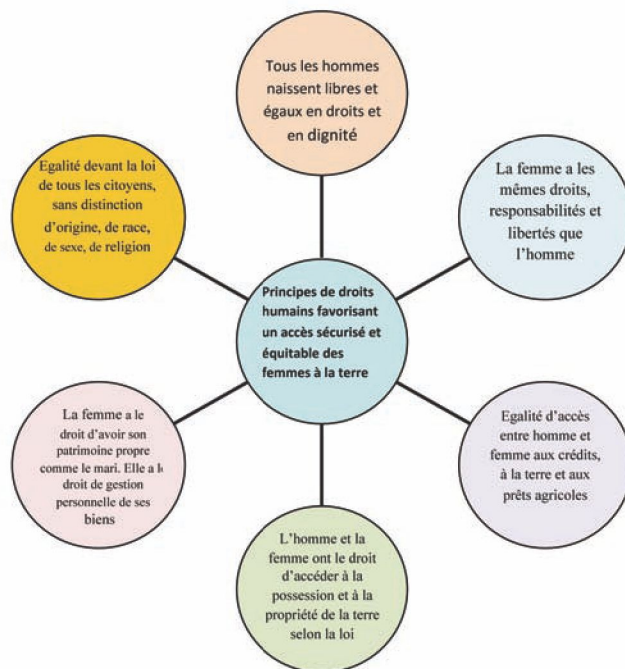 Tous les hommes
naissent libres et
égaux en droits et
en dignité
Egalité devant la loi
de tous les citoyens,
sans distinction
d'origine, de race,
de sexe, de religion
La femme a les
mêmes droits,
responsabilités et
libertés que
l'homme
Principes de droits
humains favorisant
un accès sécurisé et
équitable des
femmes à la terre
La femme a le
droit d'avoir son
patrimoine propre
comme le mari. Elle a
droit de gestion
personnelle de ses
biens
Egalité d'accès
entre homme et
femme aux crédits,
à la terre et aux
prêts agricoles
L'homme et la
femme ont le droit
d'accéder à la
possession et à la
propriété de la terre
selon la loi